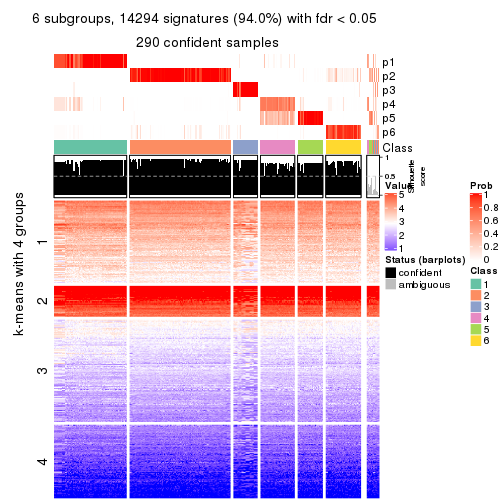 6 subgroups, 14294 signatures (94.0%) with fdr < 0.05
290 confident samples
p1
p2
p3
p4
p5
p6
Class
1
0.5
0
Silhouette
score
k-means with 4 groups
1
2
3
4
Value
5
4
3
2
1
Status (barplots)
confident
ambiguous
Prob
1
0.8
0.6
0.4
0.2
0
Class
1
2
3
4
5
6